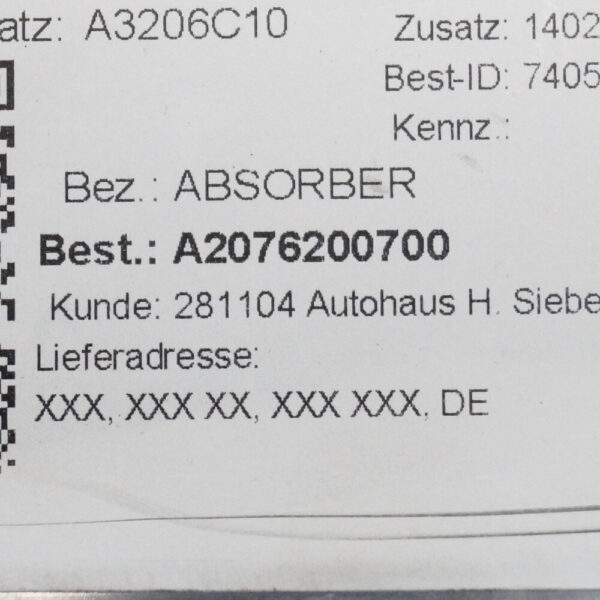 atz: A3206C10
Zusatz: 1402
Best-ID: 7405
Kennz.:
Bez.: ABSORBER
Best.: A2076200700
Kunde: 281104 Autohaus H. Siebe
Lieferadresse:
XXX, XXX XX, XXX XXX, DE